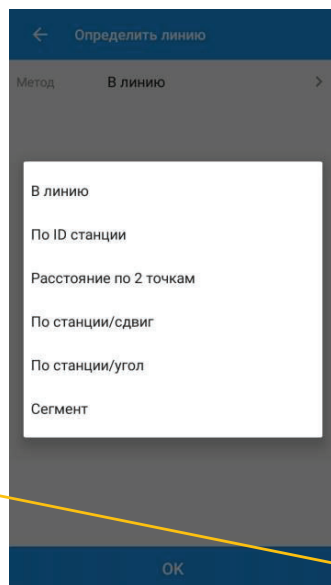 Определить линию
Метод В линию
В линию
По ID станции
Расстояние по 2 точкам
По станции/сдвиг
По станции/угол
Сегмент
OK